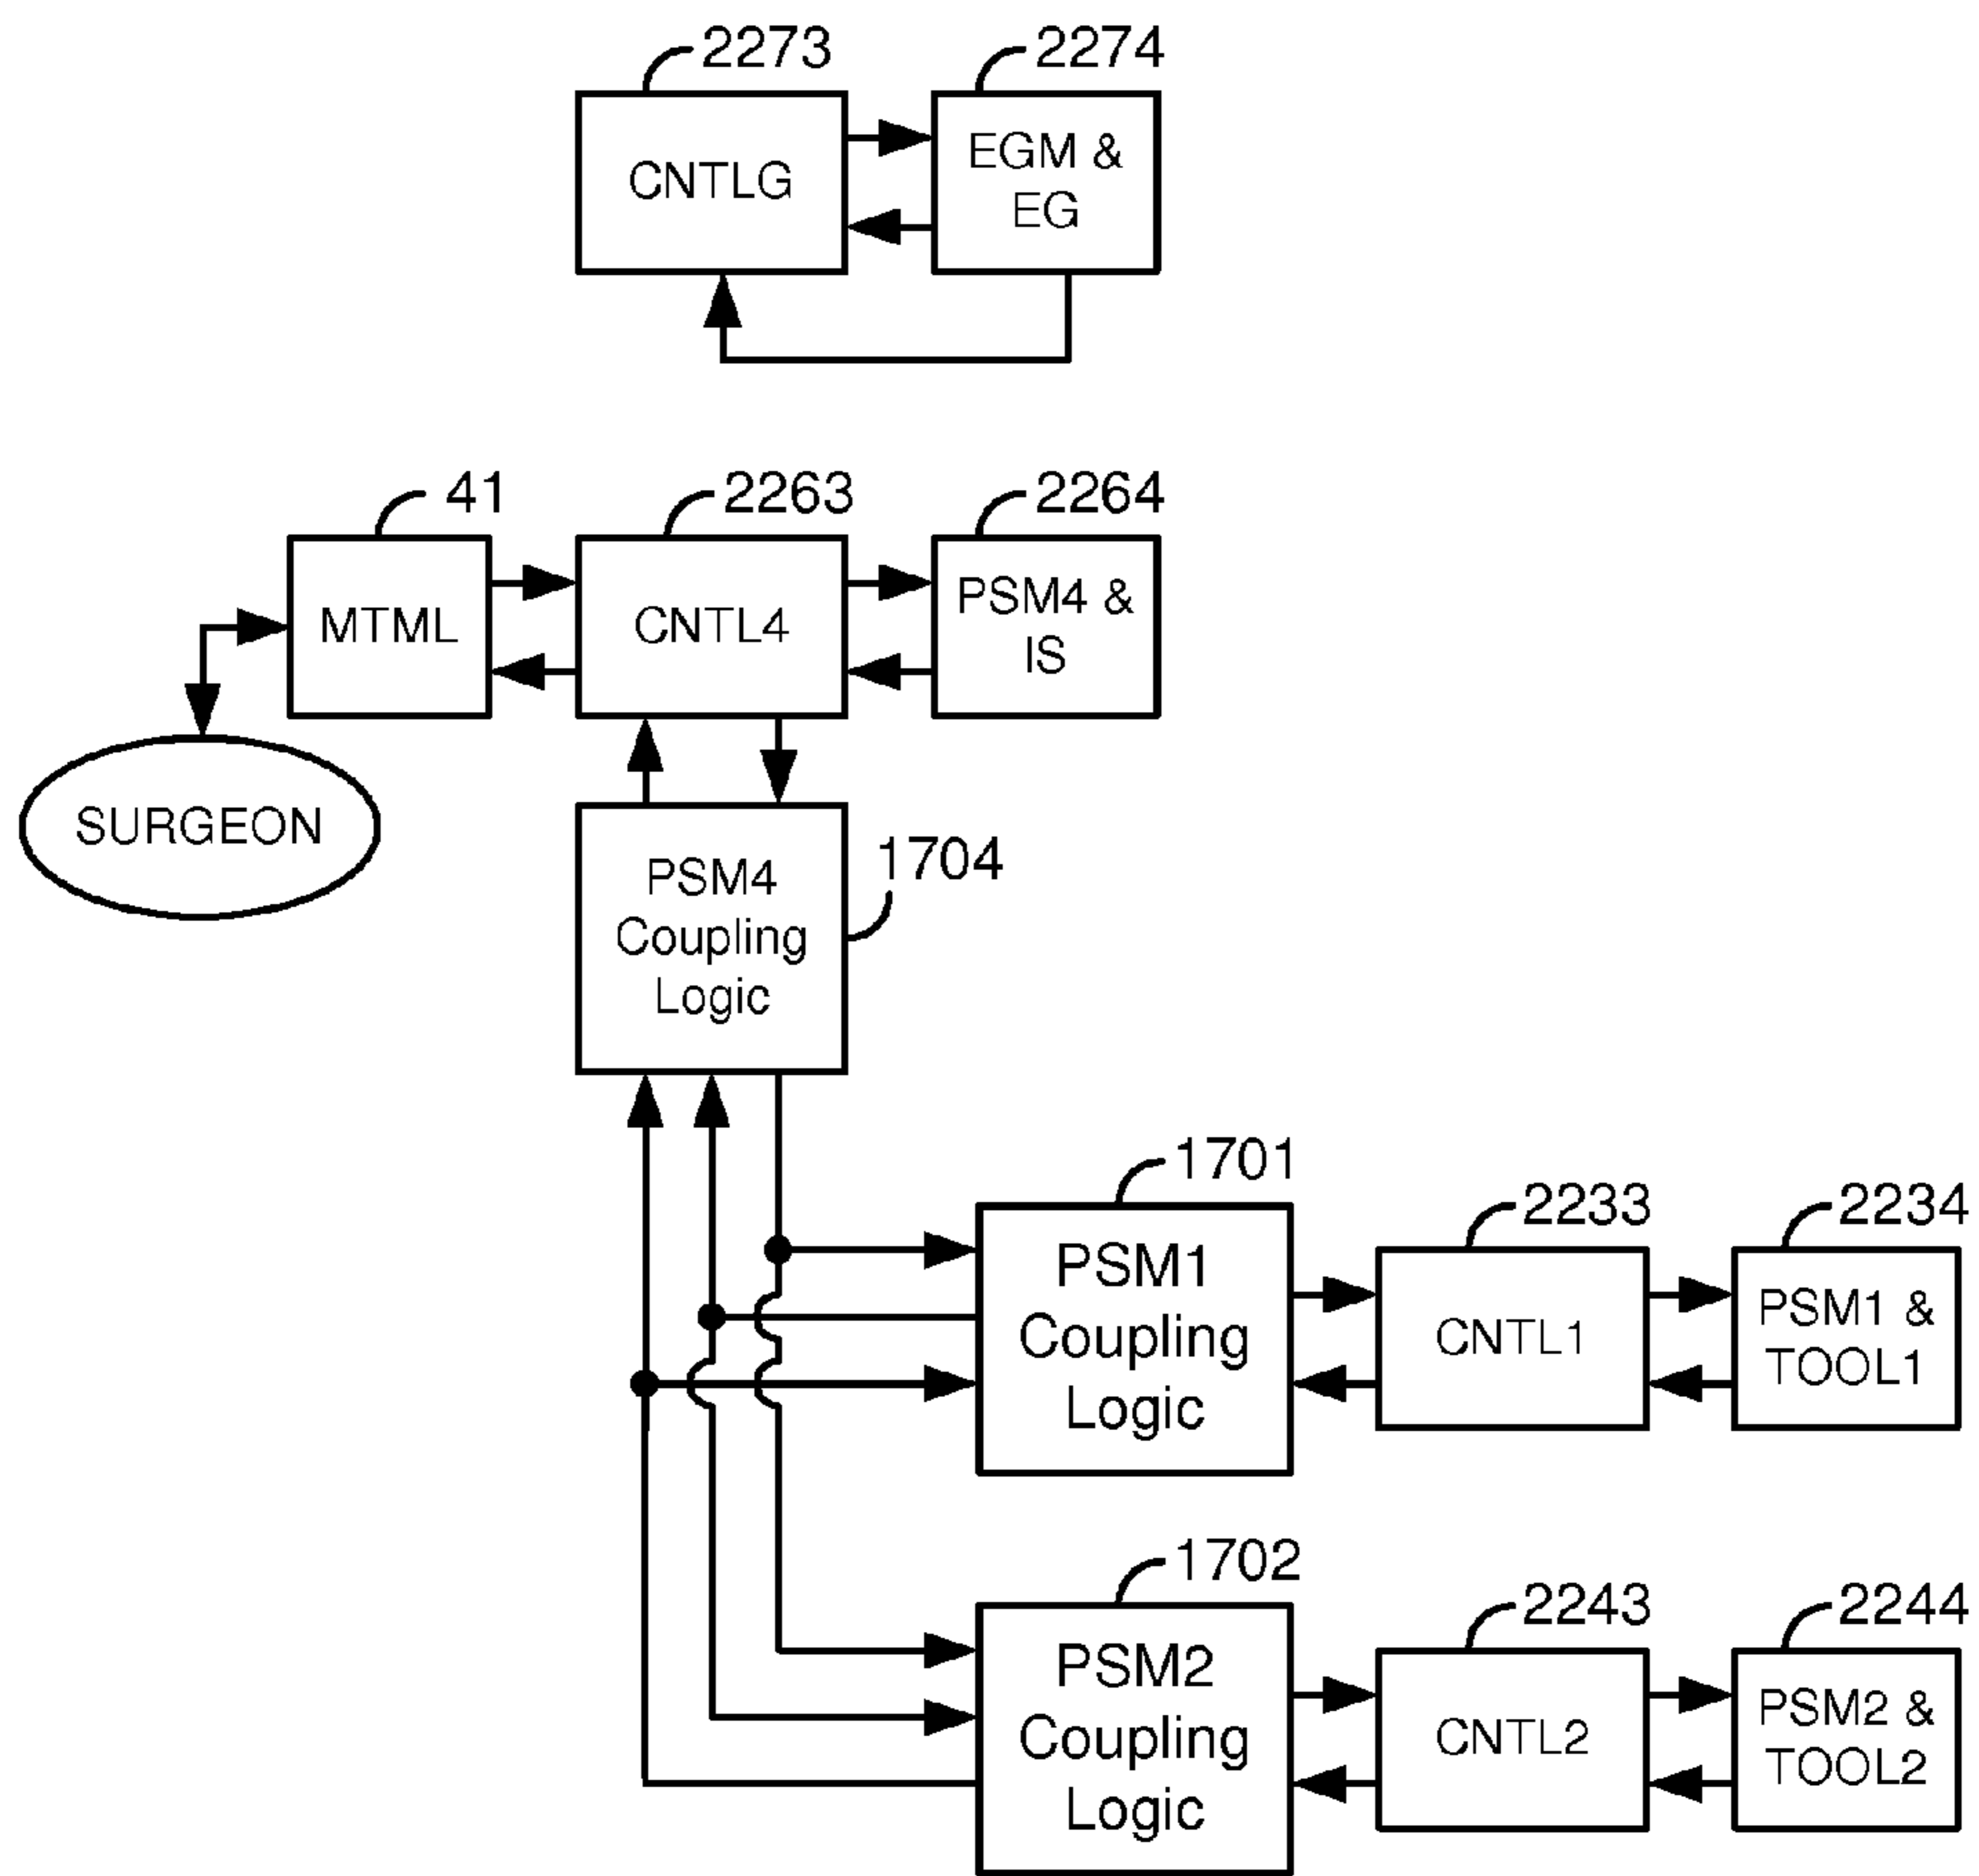 2273
2274
CNTLG
EGM &
EG
41
2263
2264
MTML
CNTL4
PSM4 &
IS
SURGEON
PSM4
Coupling
Logic
1704
1701
2233
2234
PSM1
Coupling
Logic
CNTL1
PSM1 &
TOOL1
1702
2243
2244
PSM2
Coupling
Logic
CNTL2
PSM2 &
TOOL2